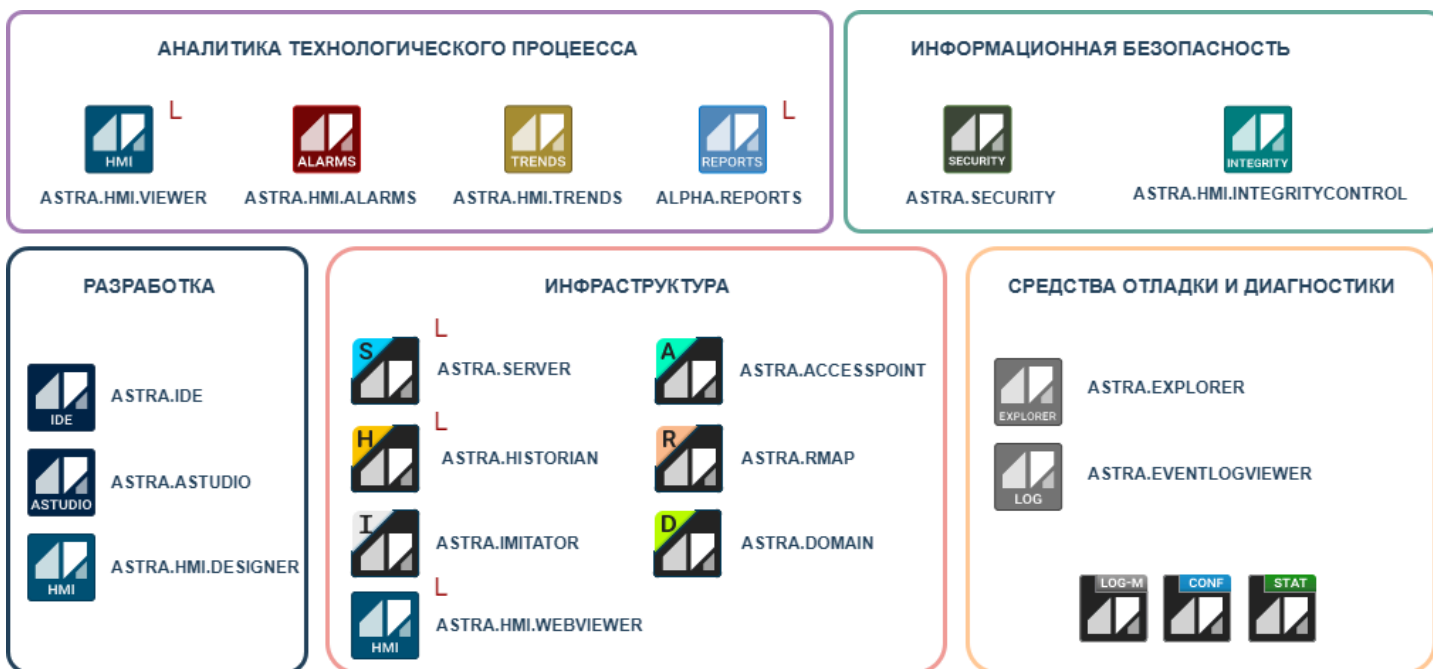 АНАЛИТИКА ТЕХНОЛОГИЧЕСКОГО ПРОЦЕЕССА
L
HMI
ASTRA.HMI.VIEWER
ALARMS
ASTRA.HMI.ALARMS
TRENDS
ASTRA.HMI.TRENDS
L
REPORTS
ALPHA.REPORTS
ИНФОРМАЦИОННАЯ БЕЗОПАСНОСТЬ
SECURITY
ASTRA.SECURITY
INTEGRITY
ASTRA.HMI.INTEGRITYCONTROL
РАЗРАБОТКА
IDE
ASTRA.IDE
ASTUDIO
ASTRA.ASTUDIO
HMI
ASTRA.HMI.DESIGNER
ИНФРАСТРУКТУРА
L
S
ASTRA.SERVER
A
ASTRA.ACCESSPOINT
L
H
ASTRA.HISTORIAN
R
ASTRA.RMAP
I
ASTRA.IMITATOR
D
ASTRA.DOMAIN
L
HMI
ASTRA.HMI.WEBVIEWER
СРЕДСТВА ОТЛАДКИ И ДИАГНОСТИКИ
EXPLORER
ASTRA.EXPLORER
LOG
ASTRA.EVENTLOGVIEWER
LOG-M
CONF
STAT